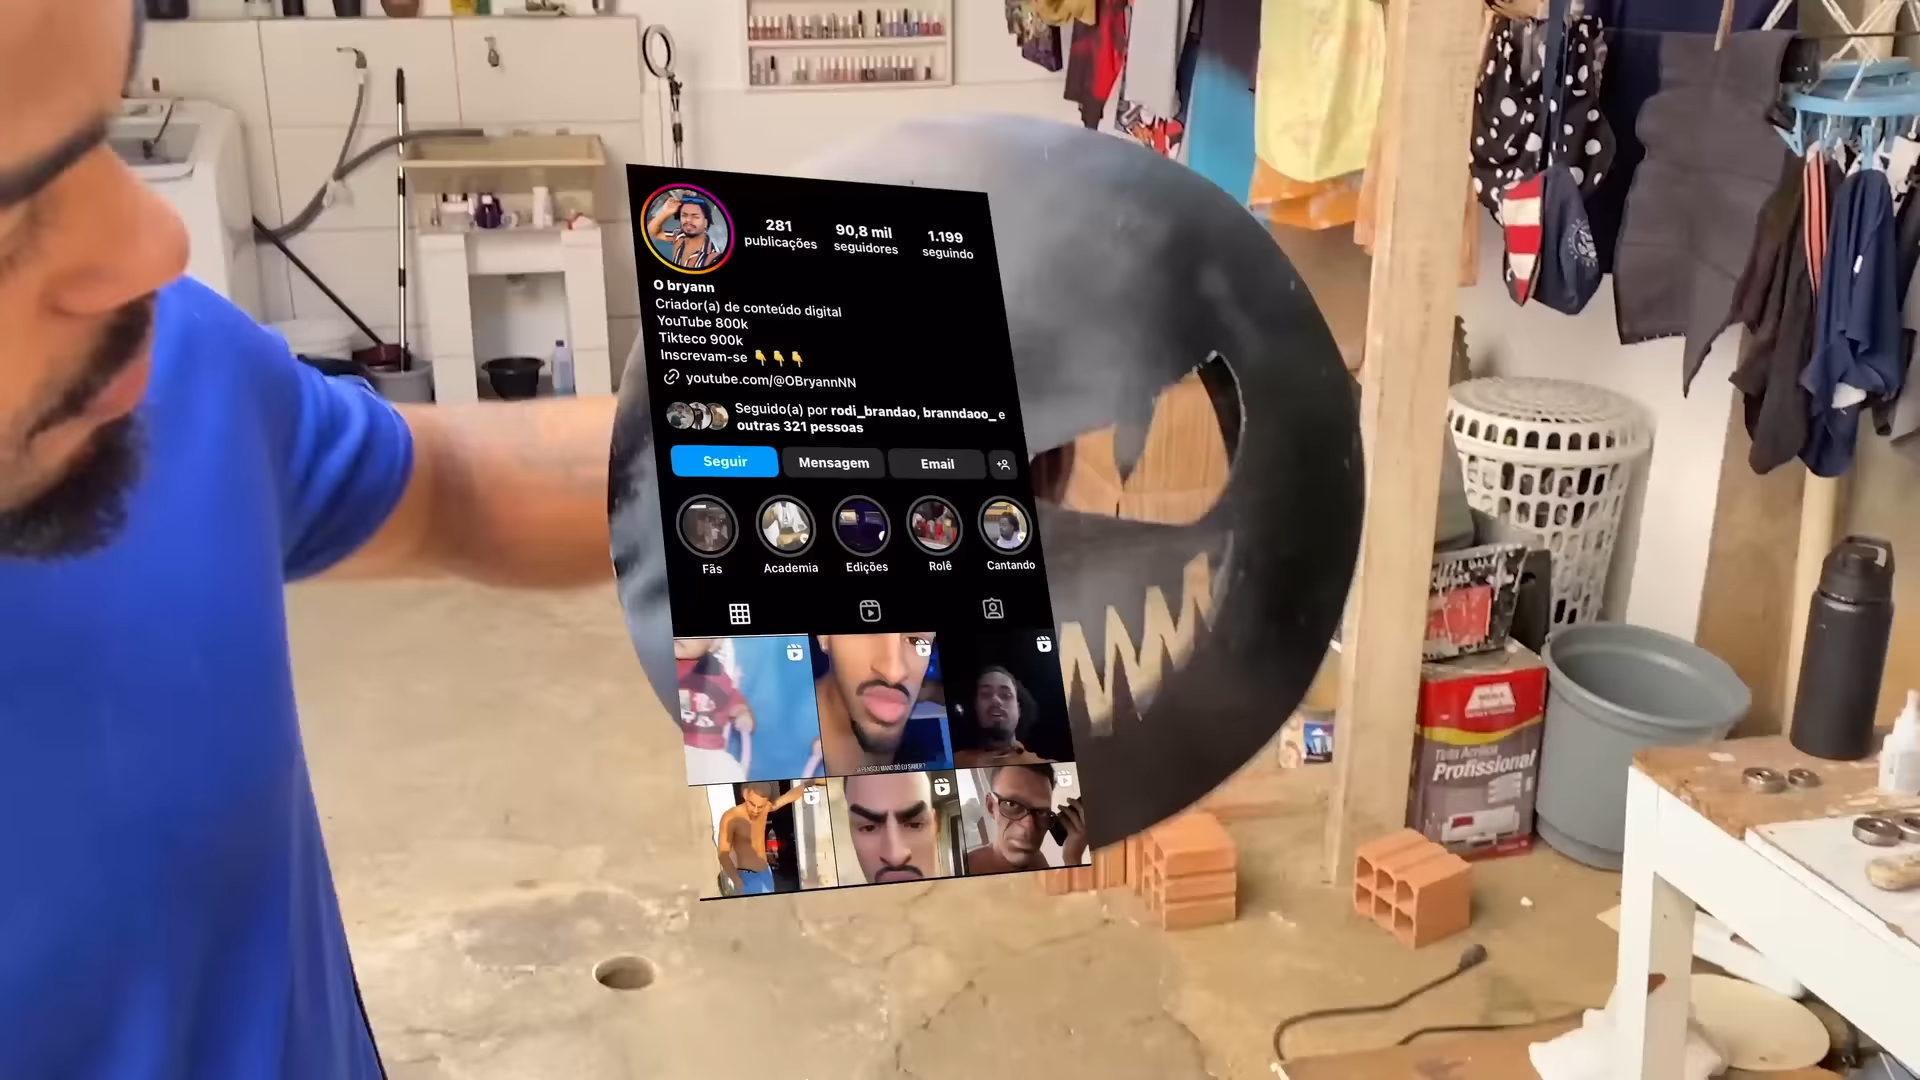 281
publicações
90,8 mil
seguidores
1.199
seguindo
O bryann
Criador(a) de conteúdo digital
YouTube 800k
Tikteco 900k
Inscrevam-se 👇👇👇
youtube.com/@OBryannNN
Seguido(a) por rodi_brandao, branndaoo_ e
outras 321 pessoas
Seguir
Mensagem
Email
Fãs
Academia
Edições
Rolê
Cantando
Tinta Acrílica
Profissional